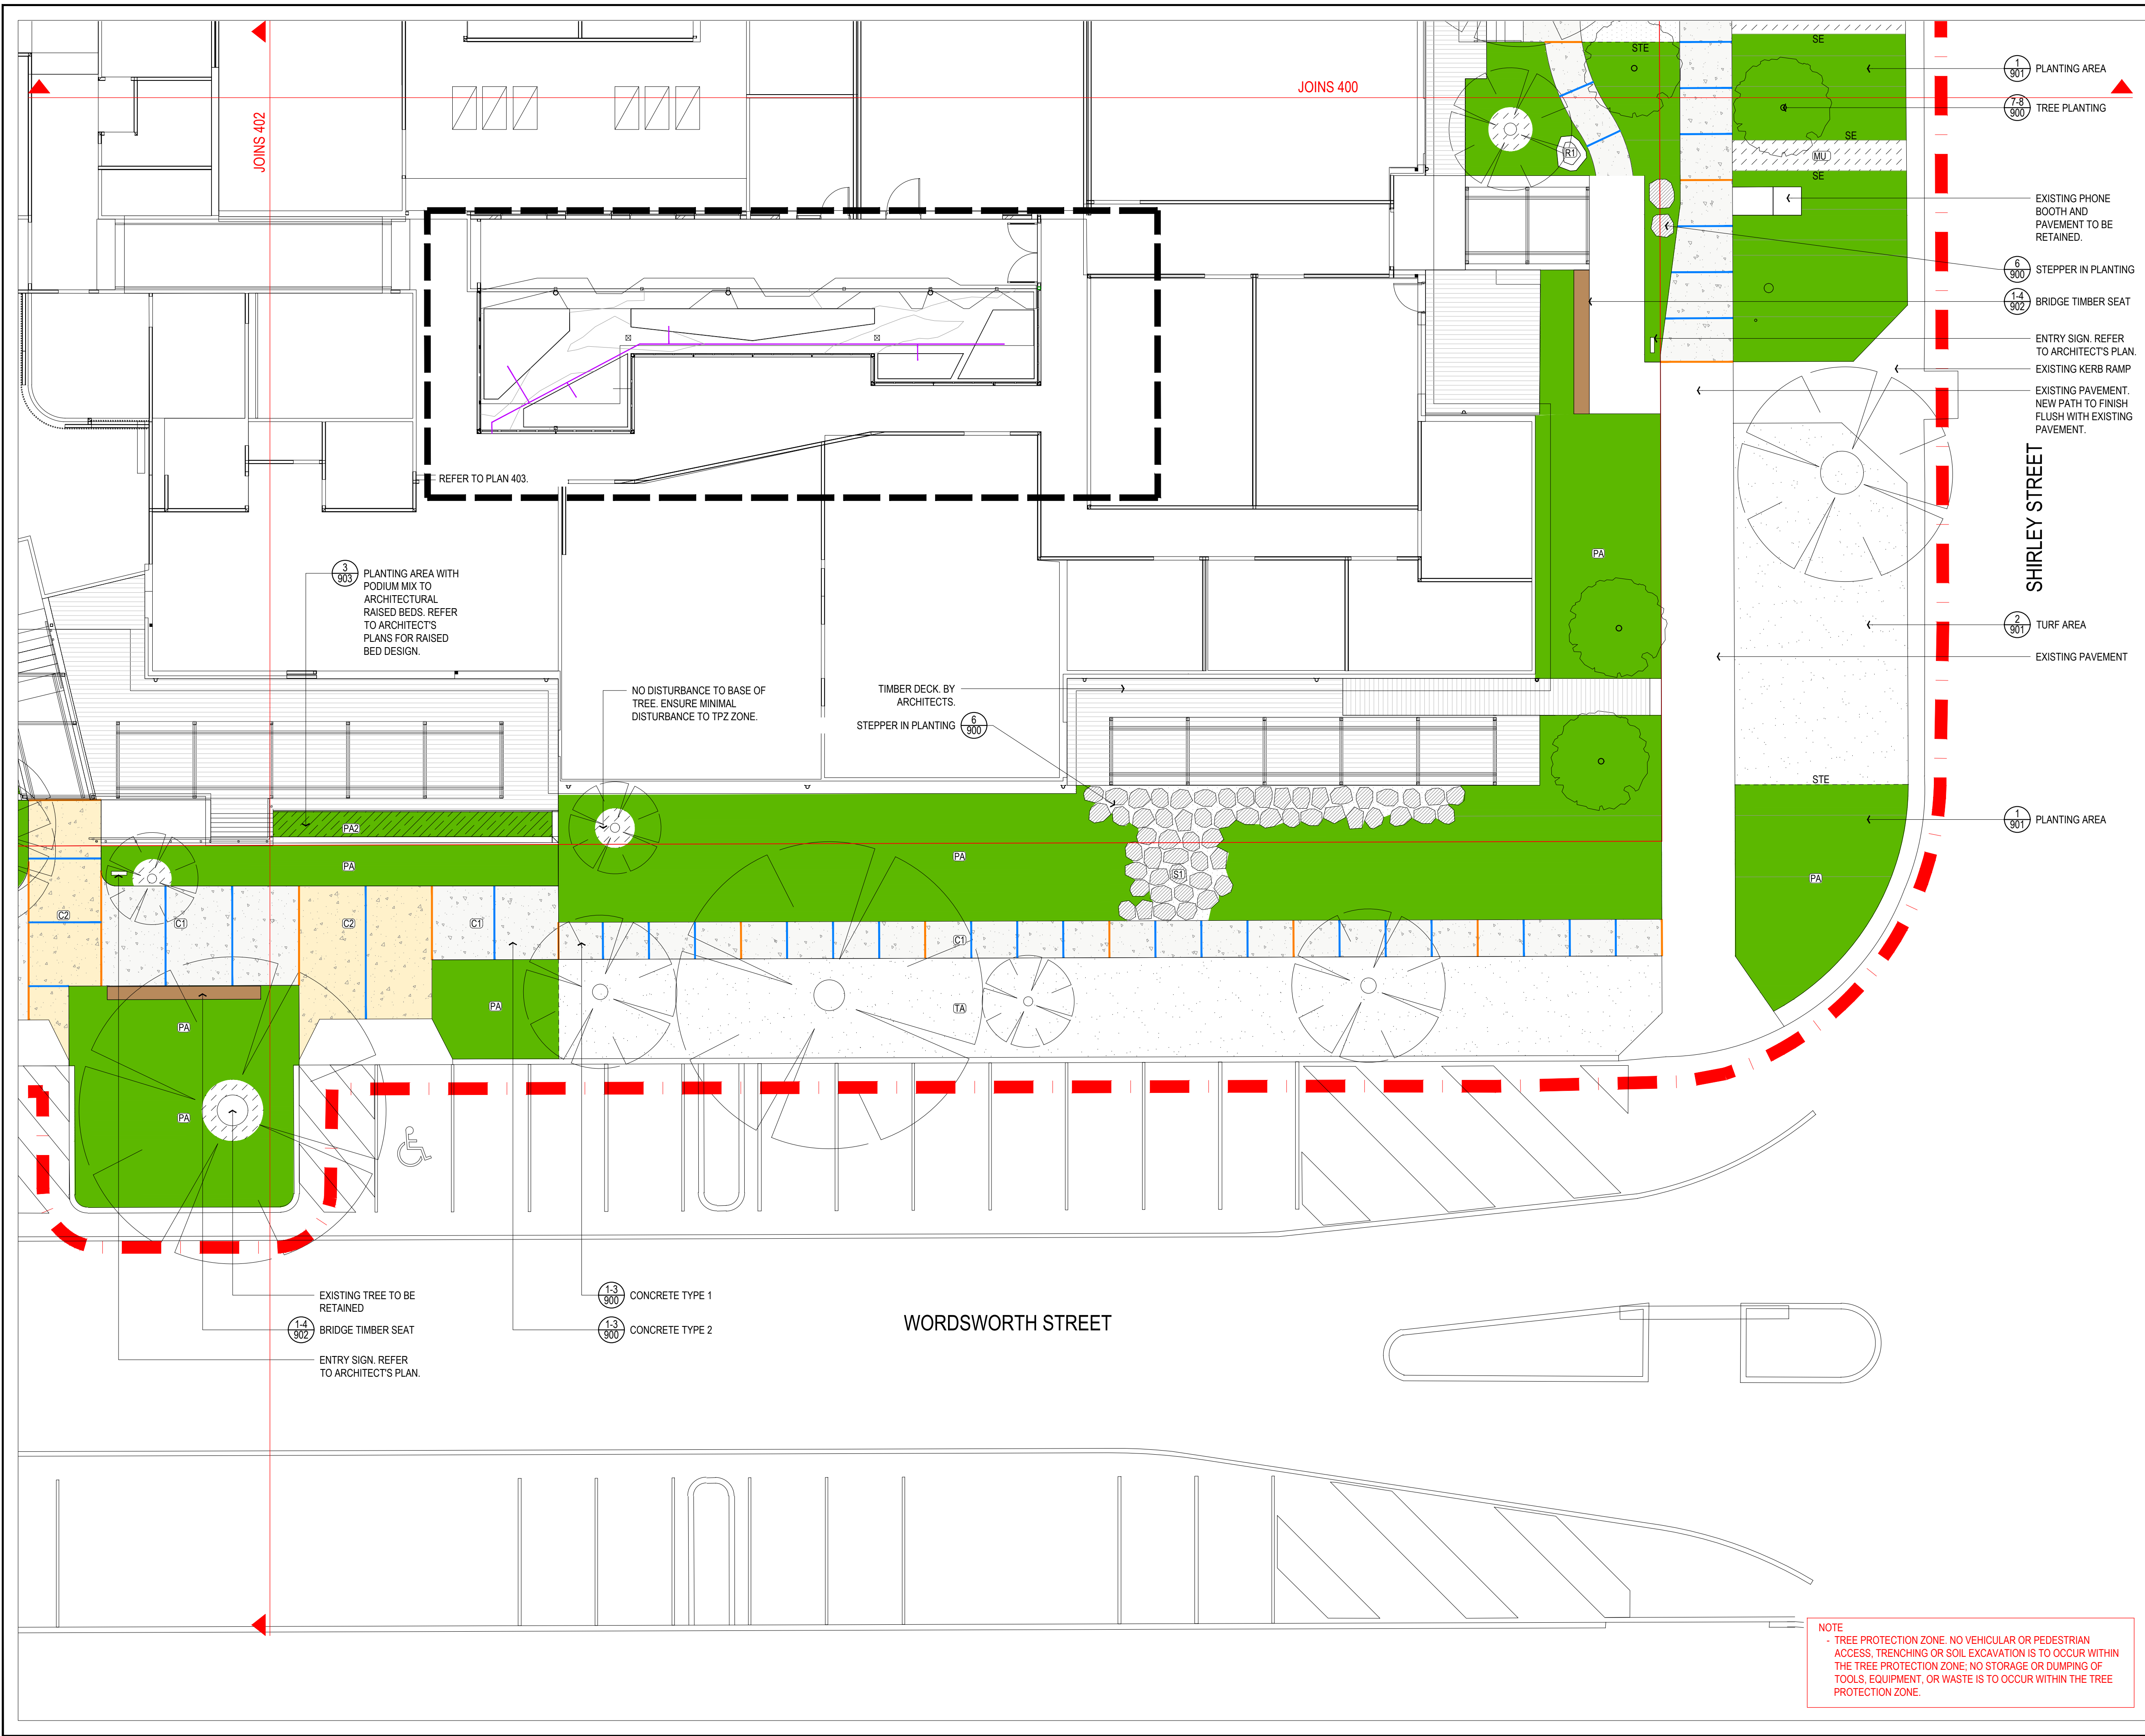 JOINS 402
JOINS 400
STE
SE
SE
MU
SE
R1
1
901
PLANTING AREA
7-8
900
TREE PLANTING
EXISTING PHONE
BOOTH AND
PAVEMENT TO BE
RETAINED.
6
900
STEPPER IN PLANTING
1-4
902
BRIDGE TIMBER SEAT
ENTRY SIGN. REFER
TO ARCHITECT'S PLAN.
EXISTING KERB RAMP
EXISTING PAVEMENT.
NEW PATH TO FINISH
FLUSH WITH EXISTING
PAVEMENT.
SHIRLEY STREET
2
901
TURF AREA
EXISTING PAVEMENT
STE
1
901
PLANTING AREA
PA
REFER TO PLAN 403.
PA
3
903
PLANTING AREA WITH
PODIUM MIX TO
ARCHITECTURAL
RAISED BEDS. REFER
TO ARCHITECT'S
PLANS FOR RAISED
BED DESIGN.
NO DISTURBANCE TO BASE OF
TREE. ENSURE MINIMAL
DISTURBANCE TO TPZ ZONE.
TIMBER DECK. BY
ARCHITECTS.
STEPPER IN PLANTING
6
900
PA2
PA
PA
S1
C2
C1
C2
C1
C1
PA
PA
TA
PA
EXISTING TREE TO BE
RETAINED
1-4
902
BRIDGE TIMBER SEAT
ENTRY SIGN. REFER
TO ARCHITECT'S PLAN.
1-3
900
CONCRETE TYPE 1
1-3
900
CONCRETE TYPE 2
WORDSWORTH STREET
NOTE
- TREE PROTECTION ZONE. NO VEHICULAR OR PEDESTRIAN
ACCESS, TRENCHING OR SOIL EXCAVATION IS TO OCCUR WITHIN
THE TREE PROTECTION ZONE; NO STORAGE OR DUMPING OF
TOOLS, EQUIPMENT, OR WASTE IS TO OCCUR WITHIN THE TREE
PROTECTION ZONE.